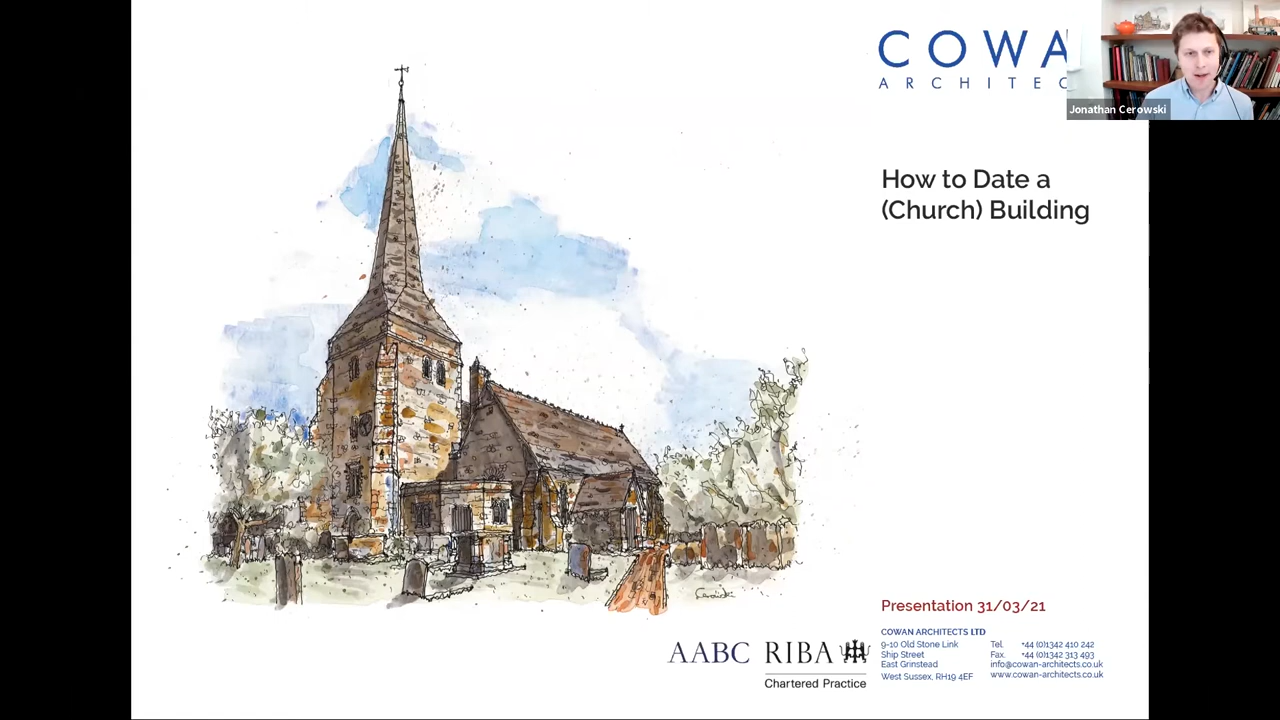 COWA
ARCHITEC
Jonathan Cerowski
How to Date a
(Church) Building
Presentation 31/03/21
COWAN ARCHITECTS LTD
9-10 Old Stone Link
Ship Street
East Grinstead
West Sussex, RH19 4EF
Tel. +44 (0)1342 410 242
Fax. +44 (0)1342 313 493
info@cowan-architects.co.uk
www.cowan-architects.co.uk
AABC RIBA
Chartered Practice